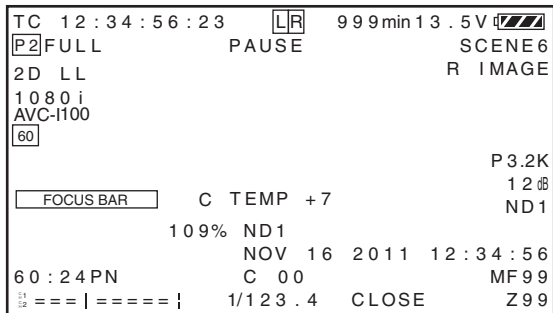 TC 12:34:56:23 LR 999min 13.5V
P2 FULL PAUSE SCENE6
2D LL R IMAGE
1080i
AVC-I100
60
P3.2K
12dB
FOCUS BAR C TEMP +7 ND1
109% ND1
NOV 16 2011 12:34:56
60:24PN C 00 MF99
===|=====¦ 1/123.4 CLOSE Z99